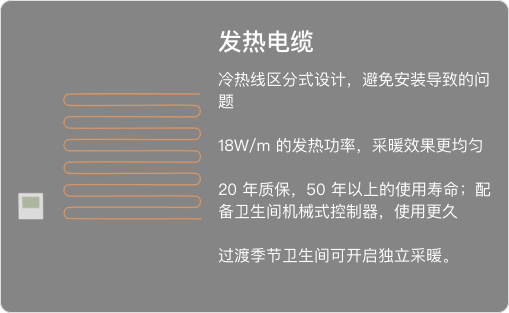 发热电缆
冷热线区分式设计，避免安装导致的问
题
18W/m 的发热功率，采暖效果更均匀
20 年质保，50 年以上的使用寿命；配
备卫生间机械式控制器，使用更久
过渡季节卫生间可开启独立采暖。